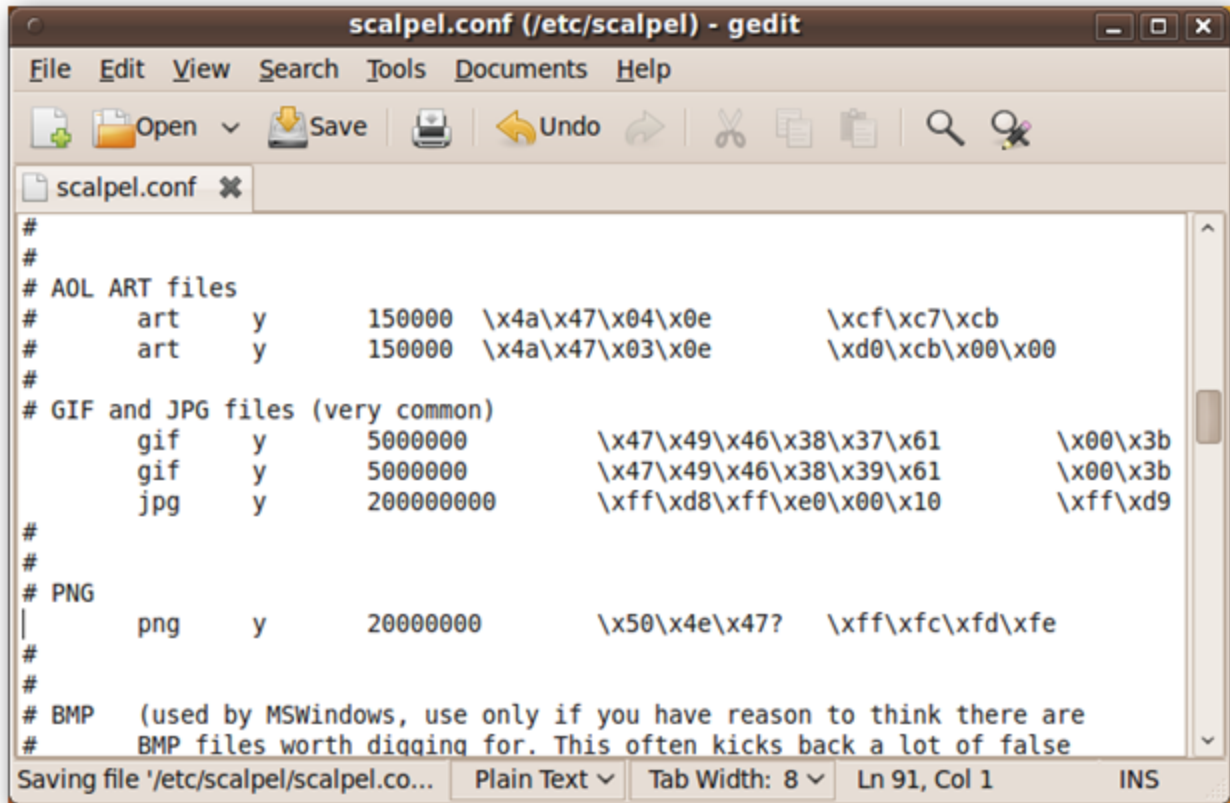 scalpel.conf (/etc/scalpel) - gedit
File Edit View Search Tools Documents Help
Open Save Undo
scalpel.conf
#
#
# AOL ART files
#       art     y       150000  \x4a\x47\x04\x0e        \xcf\xc7\xcb
#       art     y       150000  \x4a\x47\x03\x0e        \xd0\xcb\x00\x00
#
# GIF and JPG files (very common)
        gif     y       5000000         \x47\x49\x46\x38\x37\x61        \x00\x3b
        gif     y       5000000         \x47\x49\x46\x38\x39\x61        \x00\x3b
        jpg     y       200000000       \xff\xd8\xff\xe0\x00\x10        \xff\xd9
#
#
# PNG
        png     y       20000000        \x50\x4e\x47?   \xff\xfc\xfd\xfe
#
#
# BMP   (used by MSWindows, use only if you have reason to think there are
#       BMP files worth digging for. This often kicks back a lot of false
Saving file '/etc/scalpel/scalpel.co... Plain Text Tab Width: 8 Ln 91, Col 1 INS